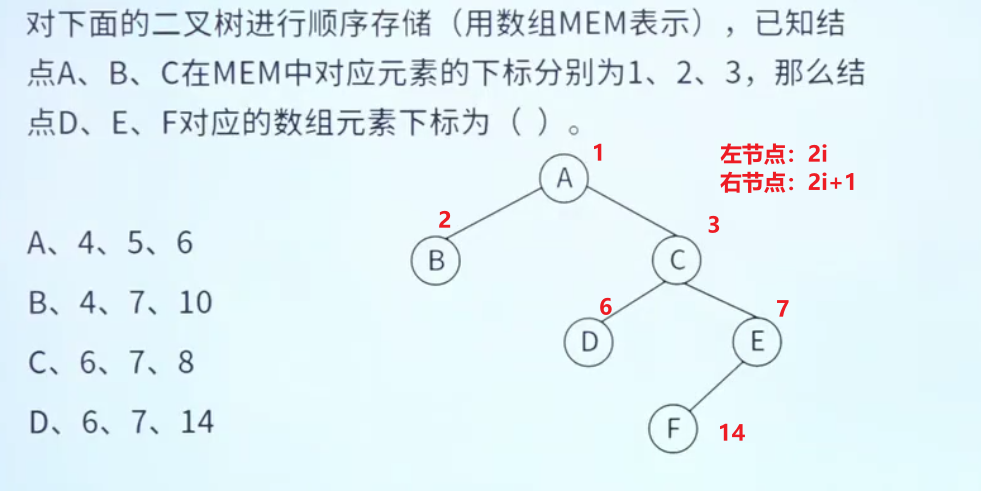 对下面的二叉树进行顺序存储（用数组MEM表示），已知结
点A、B、C在MEM中对应元素的下标分别为1、2、3，那么结
点D、E、F对应的数组元素下标为（ ）。
1
左节点：2i
右节点：2i+1
A
2
3
A、4、5、6
B
C
B、4、7、10
6
7
D
E
C、6、7、8
D、6、7、14
F
14